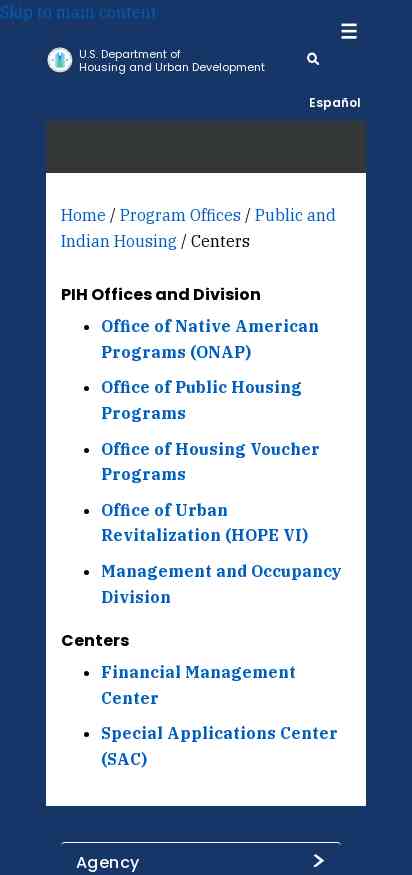 Skip to main content
U.S. Department of
Housing and Urban Development
Español
Home / Program Offices / Public and
Indian Housing / Centers
PIH Offices and Division
Office of Native American
Programs (ONAP)
Office of Public Housing
Programs
Office of Housing Voucher
Programs
Office of Urban
Revitalization (HOPE VI)
Management and Occupancy
Division
Centers
Financial Management
Center
Special Applications Center
(SAC)
Agency